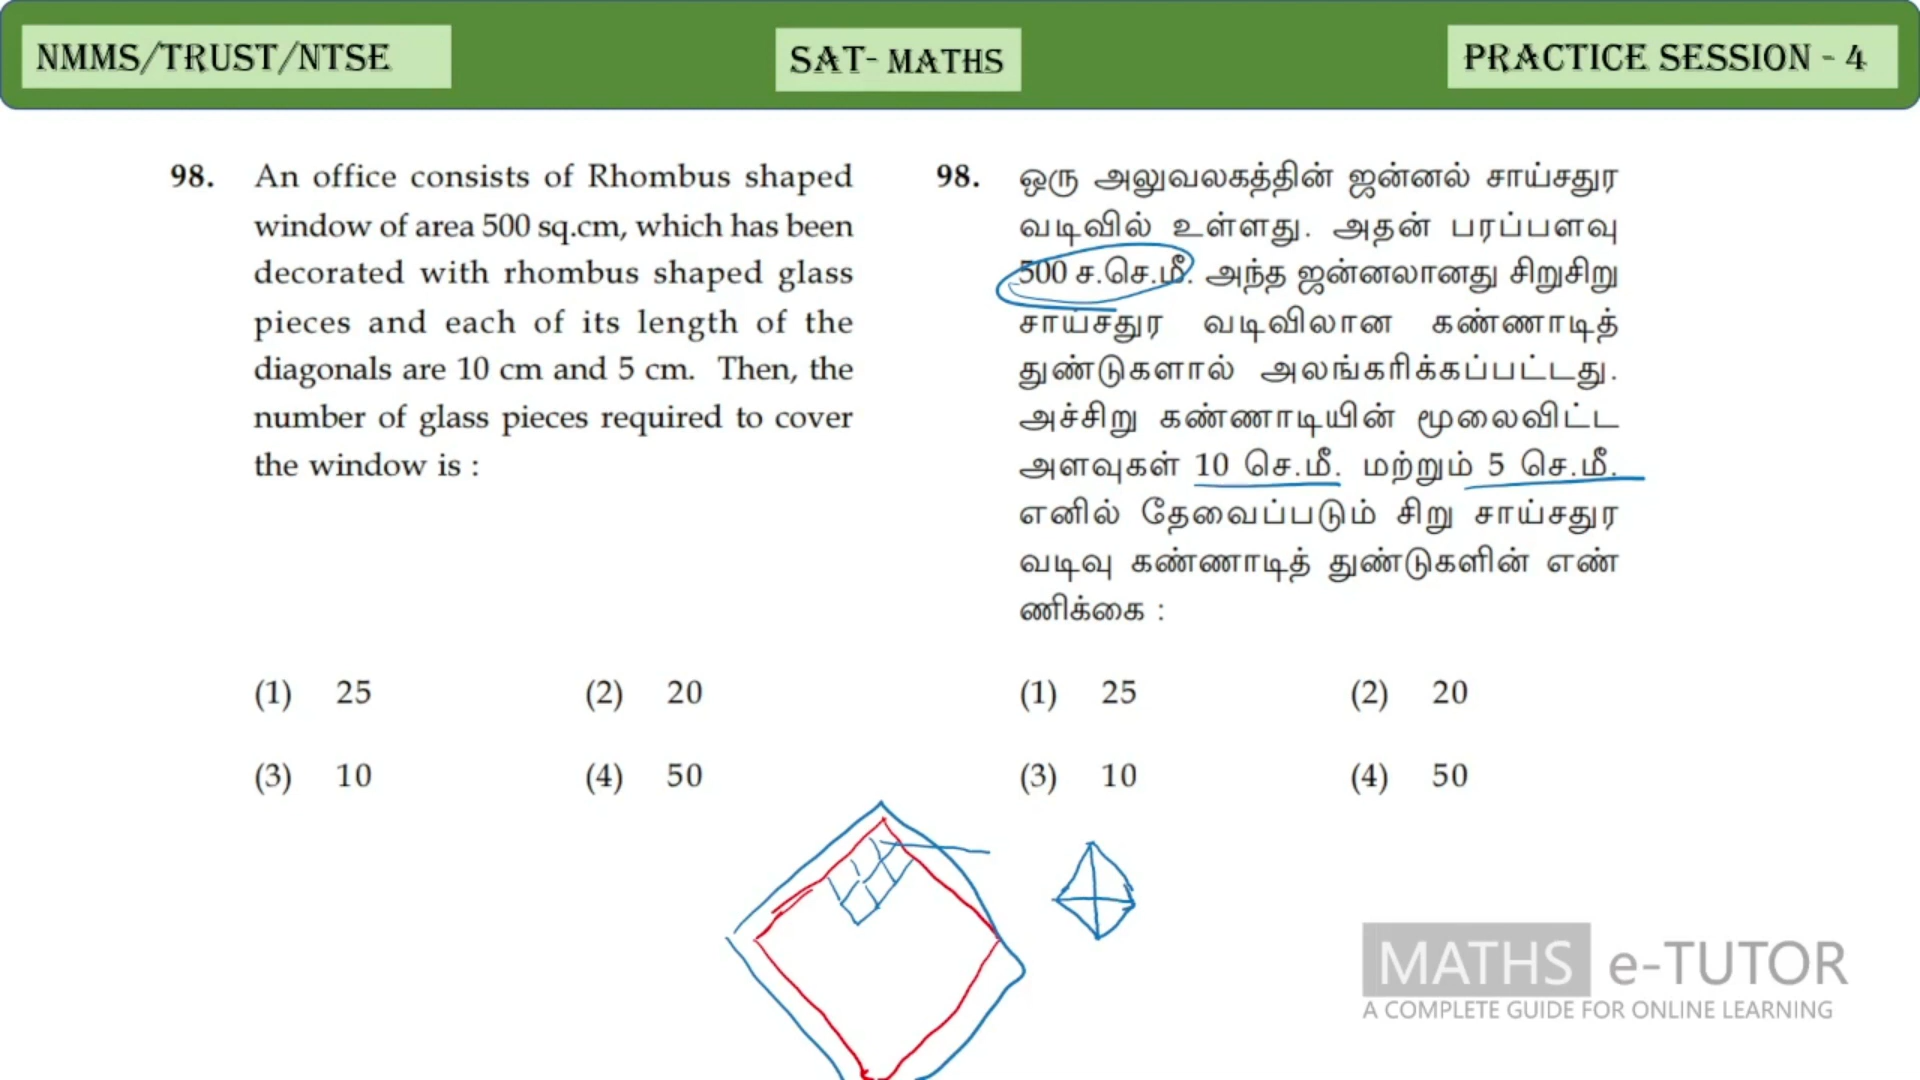 NMMS/TRUST/NTSE
SAT- MATHS
PRACTICE SESSION - 4
98. An office consists of Rhombus shaped
window of area 500 sq.cm, which has been
decorated with rhombus shaped glass
pieces and each of its length of the
diagonals are 10 cm and 5 cm. Then, the
number of glass pieces required to cover
the window is :
(1) 25 (2) 20
(3) 10 (4) 50
98. ஒரு அலுவலகத்தின் ஜன்னல் சாய்சதுர
வடிவில் உள்ளது. அதன் பரப்பளவு
500 ச.செ.மீ. அந்த ஜன்னலானது சிறுசிறு
சாய்சதுர வடிவிலான கண்ணாடித்
துண்டுகளால் அலங்கரிக்கப்பட்டது.
அச்சிறு கண்ணாடியின் மூலைவிட்ட
அளவுகள் 10 செ.மீ. மற்றும் 5 செ.மீ.
எனில் தேவைப்படும் சிறு சாய்சதுர
வடிவு கண்ணாடித் துண்டுகளின் எண்
ணிக்கை :
(1) 25 (2) 20
(3) 10 (4) 50
MATHS e-TUTOR
A COMPLETE GUIDE FOR ONLINE LEARNING